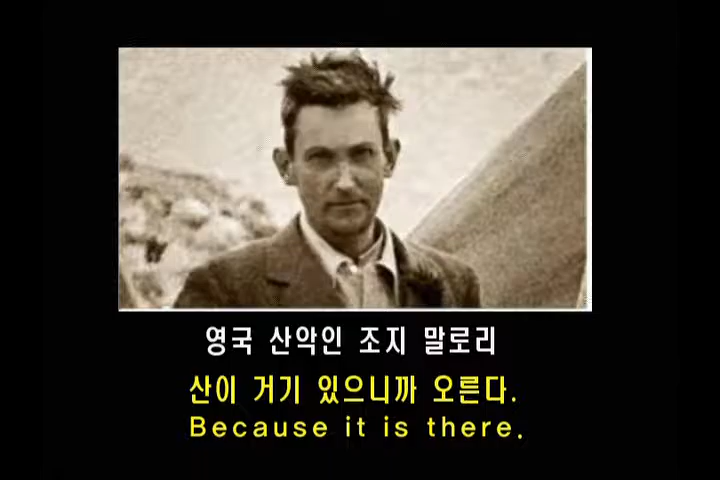 영국 산악인 조지 말로리
산이 거기 있으니까 오른다.
Because it is there.